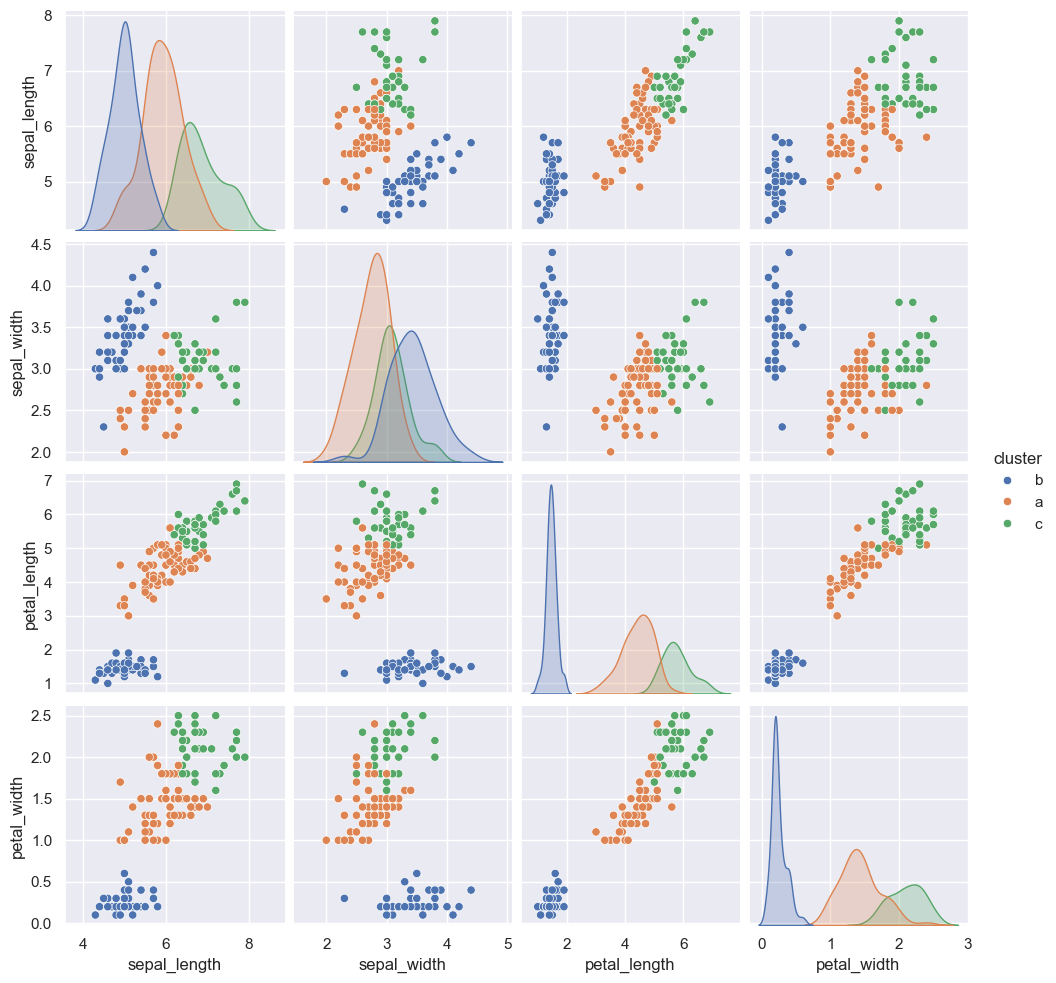 8
7
6
5
sepal_length
4.5
4.0
3.5
3.0
2.5
2.0
sepal_width
cluster
b
a
c
7
6
5
4
3
2
1
petal_length
2.5
2.0
1.5
1.0
0.5
0.0
petal_width
4 6 8
2 3 4 5
2 4 6
0 1 2 3
sepal_length
sepal_width
petal_length
petal_width